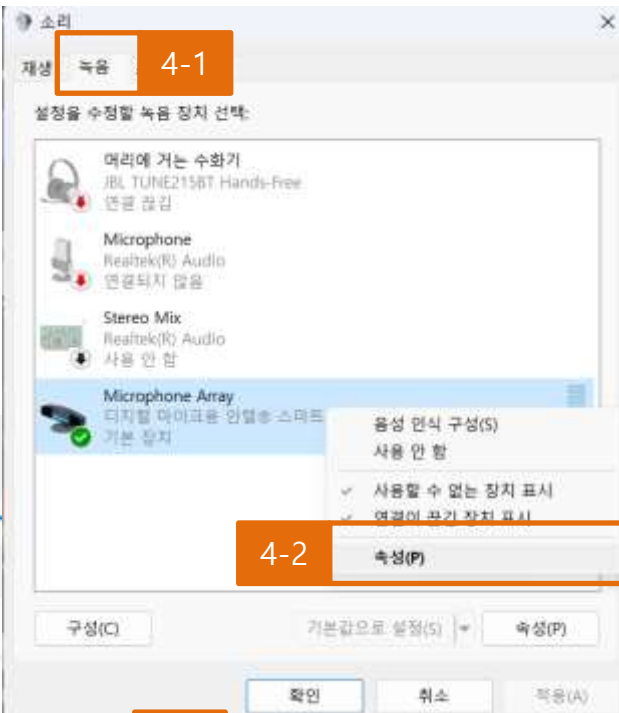 소리
재생
녹음
4-1
설정을 수정할 녹음 장치 선택:
머리에 거는 수화기
JBL TUNE215BT Hands-Free
연결 끊김
Microphone
Realtek(R) Audio
연결되지 않음
Stereo Mix
Realtek(R) Audio
사용 안 함
Microphone Array
디지털 마이크용 인텔® 스마트
기본 장치
음성 인식 구성(S)
사용 안 함
사용할 수 없는 장치 표시
연결이 끊긴 장치 표시
4-2
속성(P)
구성(C)
기본값으로 설정(S)
속성(P)
확인
취소
적용(A)